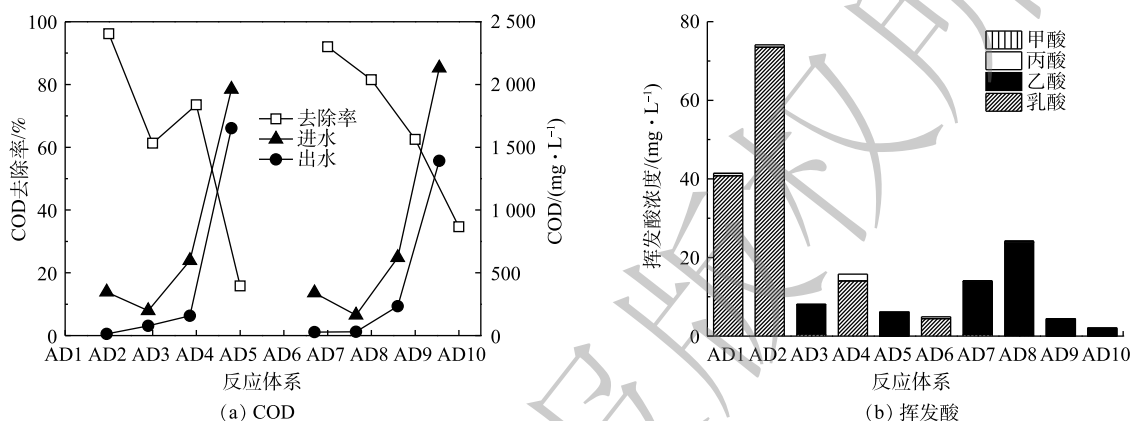 100
80
60
40
20
0
COD去除率/%
2 500
2 000
1 500
1 000
500
0
COD/(mg·L⁻¹)
去除率
进水
出水
AD1 AD2 AD3 AD4 AD5 AD6 AD7 AD8 AD9 AD10
反应体系
(a) COD
80
60
40
20
0
挥发酸浓度/(mg·L⁻¹)
甲酸
丙酸
乙酸
乳酸
AD1 AD2 AD3 AD4 AD5 AD6 AD7 AD8 AD9 AD10
反应体系
(b) 挥发酸
版权所